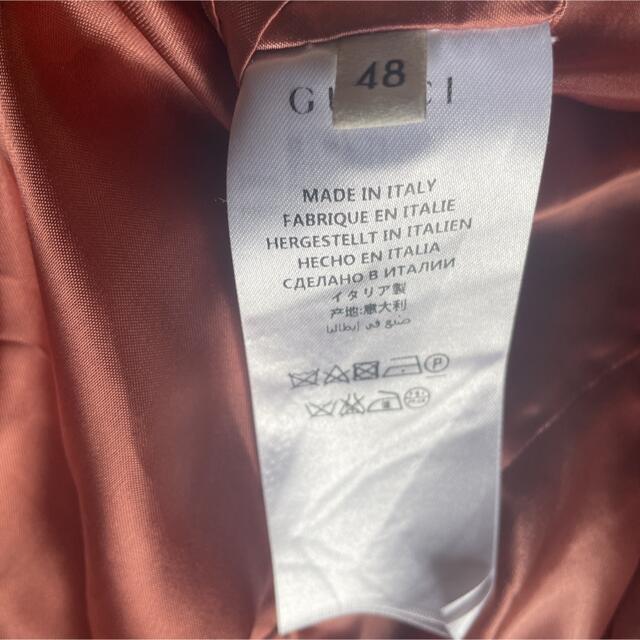 48
GUCCI
MADE IN ITALY
FABRIQUE EN ITALIE
HERGESTELLT IN ITALIEN
HECHO EN ITALIA
СДЕЛАНО В ИТАЛИИ
イタリア製
产地:意大利
صنع في إيطاليا
P